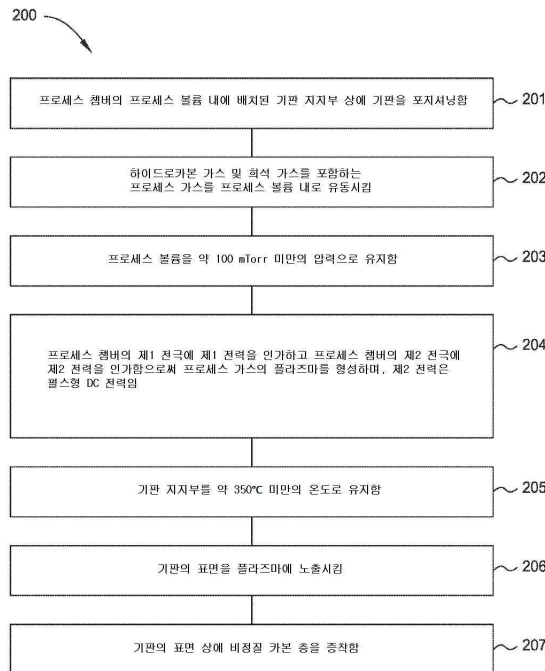 200
프로세스 챔버의 프로세스 볼륨 내에 배치된 기판 지지부 상에 기판을 포지셔닝함
201
하이드로카본 가스 및 희석 가스를 포함하는
프로세스 가스를 프로세스 볼륨 내로 유동시킴
202
프로세스 볼륨을 약 100 mTorr 미만의 압력으로 유지함
203
프로세스 챔버의 제1 전극에 제1 전력을 인가하고 프로세스 챔버의 제2 전극에
제2 전력을 인가함으로써 프로세스 가스의 플라즈마를 형성하며, 제2 전력은
펄스형 DC 전력임
204
기판 지지부를 약 350℃ 미만의 온도로 유지함
205
기판의 표면을 플라즈마에 노출시킴
206
기판의 표면 상에 비정질 카본 층을 증착함
207